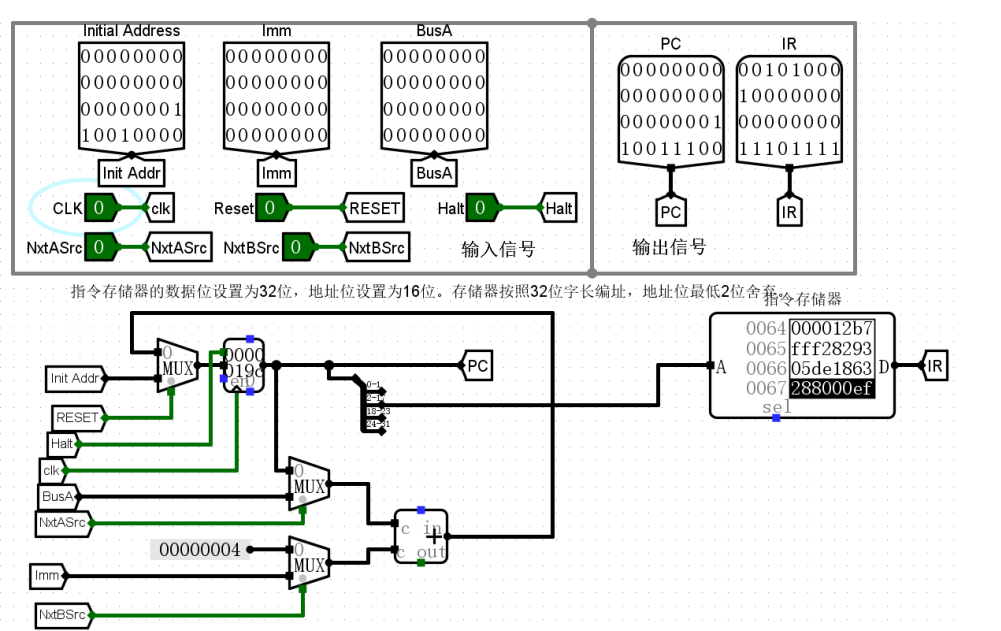 Initial Address
Imm
BusA
PC
IR
00000000
00000000
00000001
10010000
00000000
00000000
00000000
00000000
00000000
00000000
00000000
00000000
00000000
00000000
00000001
10011100
00101000
10000000
00000000
11101111
Init Addr
Imm
BusA
PC
IR
CLK 0 clk
Reset 0 RESET
Halt 0 Halt
NxtASrc 0 NxtASrc
NxtBSrc 0 NxtBSrc
输入信号
输出信号
指令存储器的数据位设置为32位，地址位设置为16位。存储器按照32位字长编址，地址位最低2位舍弃。
指令存储器
0064 000012b7
0065 fff28293
0066 05de1863
0067 288000ef
A
D
sel
IR
0
MUX
0000
019c
en
PC
Init Addr
0-1
18-23
24-31
RESET
Halt
clk
0
MUX
BusA
NxtASrc
c in
+
c out
00000004
0
MUX
Imm
NxtBSrc